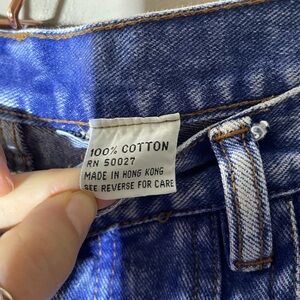 100% COTTON
RN 50027
MADE IN HONG KONG
SEE REVERSE FOR CARE